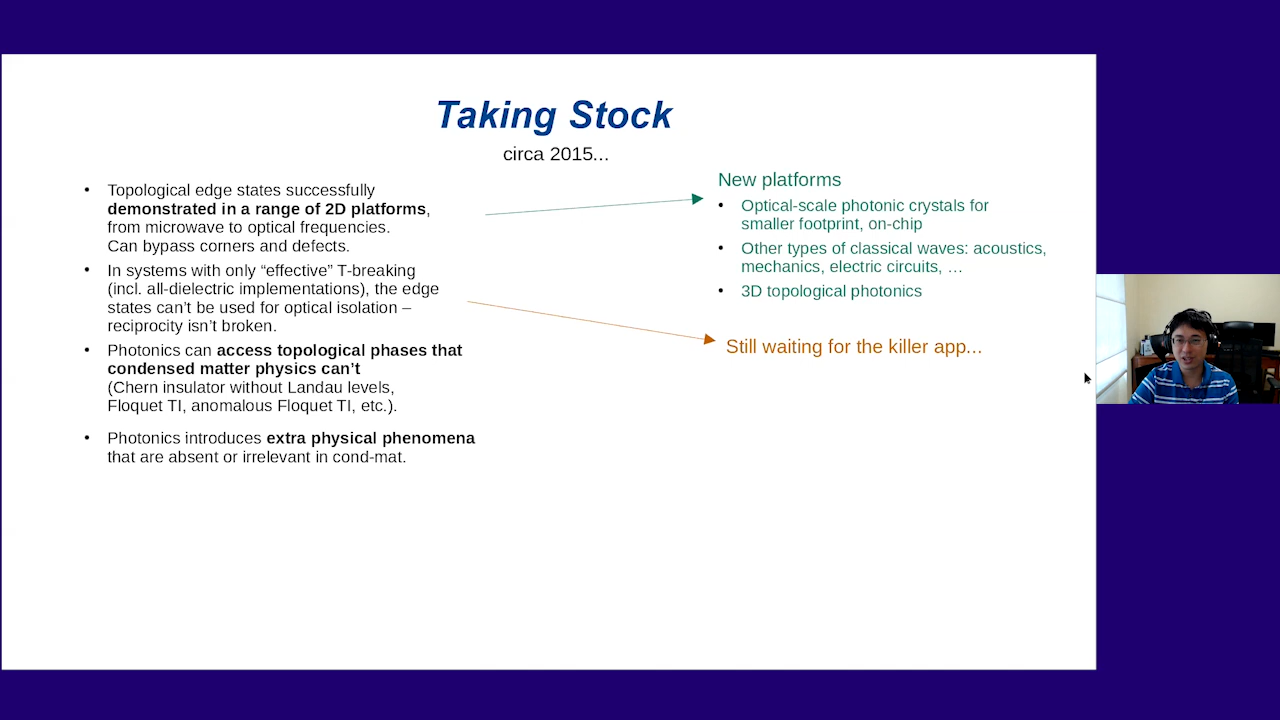 Taking Stock
circa 2015...
• Topological edge states successfully
demonstrated in a range of 2D platforms,
from microwave to optical frequencies.
Can bypass corners and defects.
• In systems with only “effective” T-breaking
(incl. all-dielectric implementations), the edge
states can’t be used for optical isolation –
reciprocity isn’t broken.
• Photonics can access topological phases that
condensed matter physics can’t
(Chern insulator without Landau levels,
Floquet TI, anomalous Floquet TI, etc.).
• Photonics introduces extra physical phenomena
that are absent or irrelevant in cond-mat.
New platforms
• Optical-scale photonic crystals for
smaller footprint, on-chip
• Other types of classical waves: acoustics,
mechanics, electric circuits, …
• 3D topological photonics
Still waiting for the killer app...